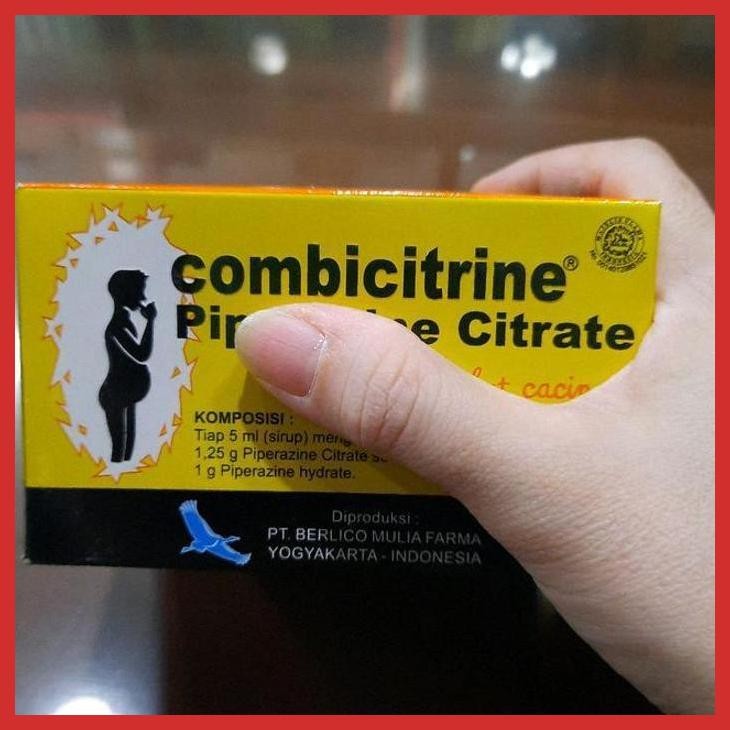 combicitrine®
Citrate
cacin
KOMPOSISI :
Tiap 5 ml (sirup)
1,25 g Piperazine Citrate
1 g Piperazine hydrate.
Diproduksi :
PT. BERLICO MULIA FARMA
YOGYAKARTA - INDONESIA